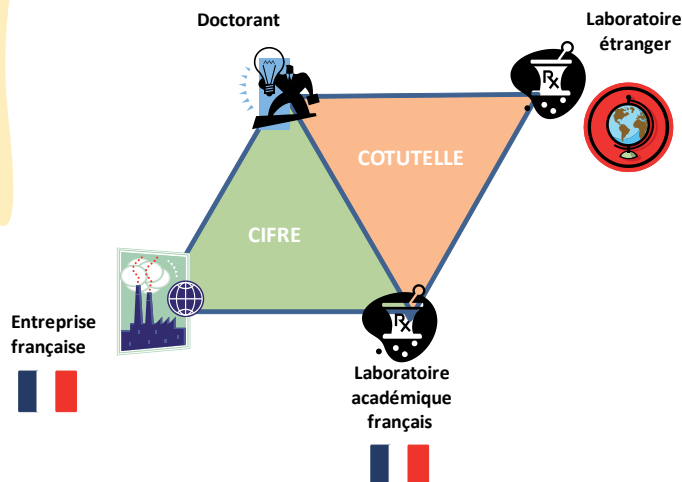 Doctorant
Laboratoire
étranger
Rx
COTUTELLE
CIFRE
Entreprise
française
Rx
Laboratoire
académique
français